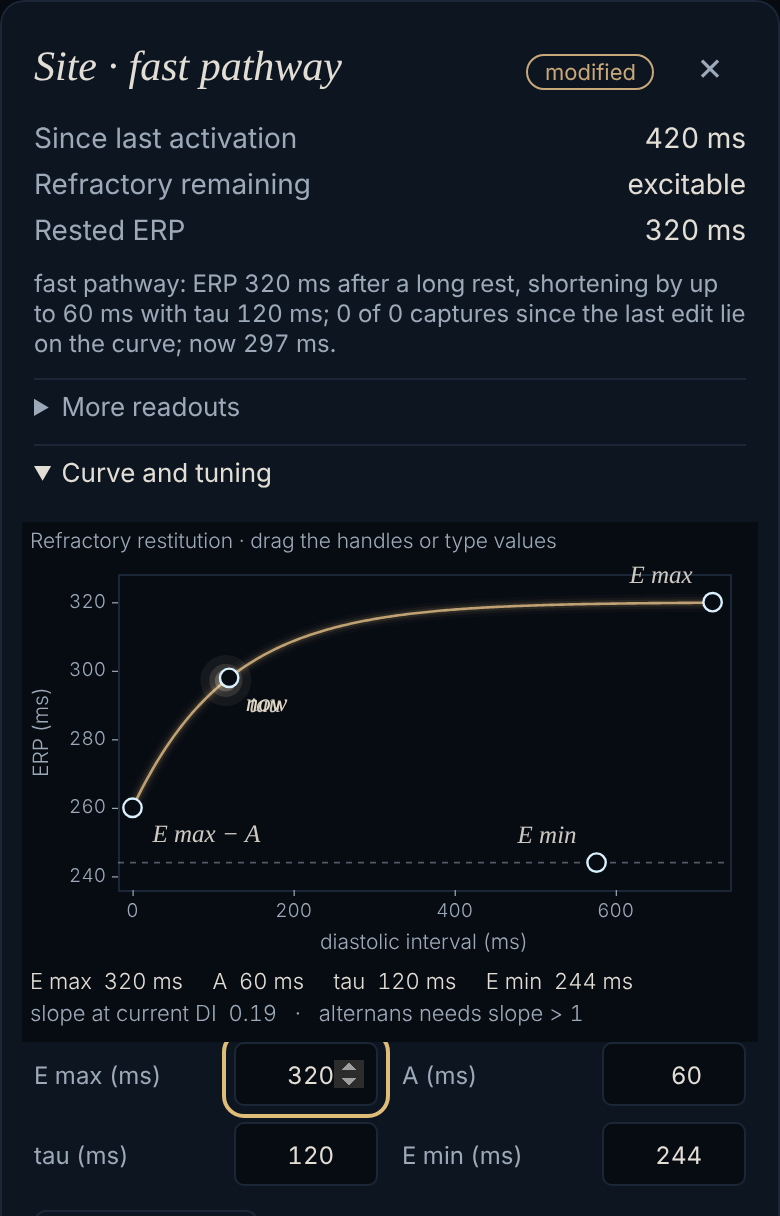 Site · fast pathway
modified ×
Since last activation 420 ms
Refractory remaining excitable
Rested ERP 320 ms
fast pathway: ERP 320 ms after a long rest, shortening by up
to 60 ms with tau 120 ms; 0 of 0 captures since the last edit lie
on the curve; now 297 ms.
More readouts
Curve and tuning
Refractory restitution · drag the handles or type values
E max
320
300
now
tau
280
260
E max − A
E min
240
ERP (ms)
0 200 400 600
diastolic interval (ms)
E max 320 ms A 60 ms tau 120 ms E min 244 ms
slope at current DI 0.19 · alternans needs slope > 1
E max (ms) 320 A (ms) 60
tau (ms) 120 E min (ms) 244